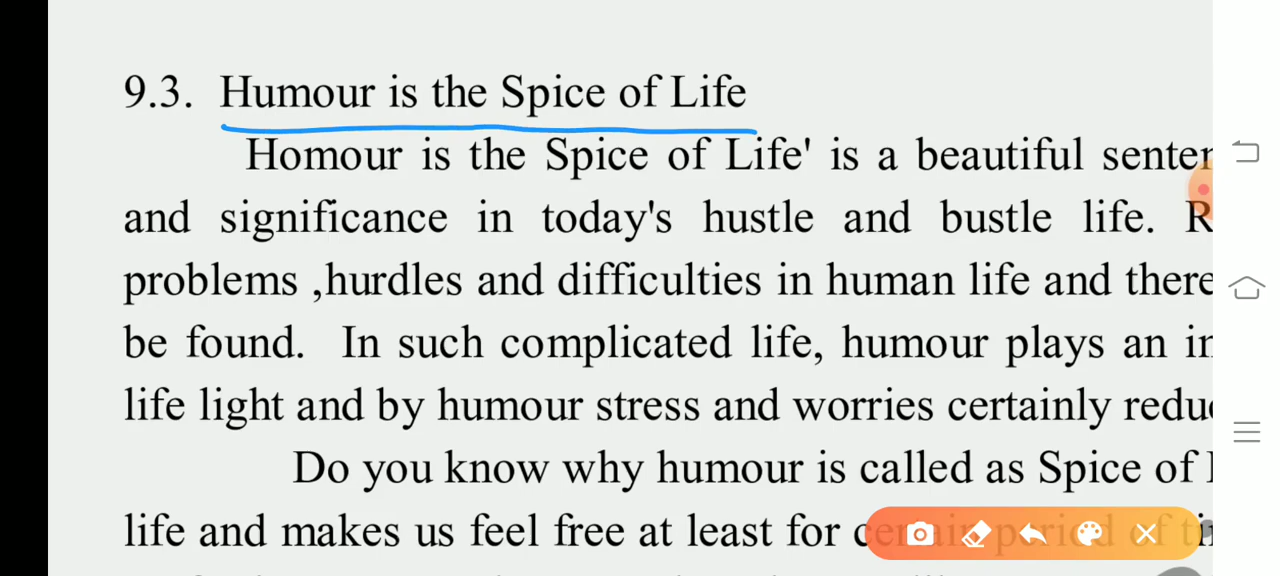 9.3. Humour is the Spice of Life
Homour is the Spice of Life' is a beautiful
and significance in today's hustle and bustle life.
problems ,hurdles and difficulties in human life and there
be found. In such complicated life, humour plays an
life light and by humour stress and worries certainly
Do you know why humour is called as Spice of
life and makes us feel free at least for certain period of